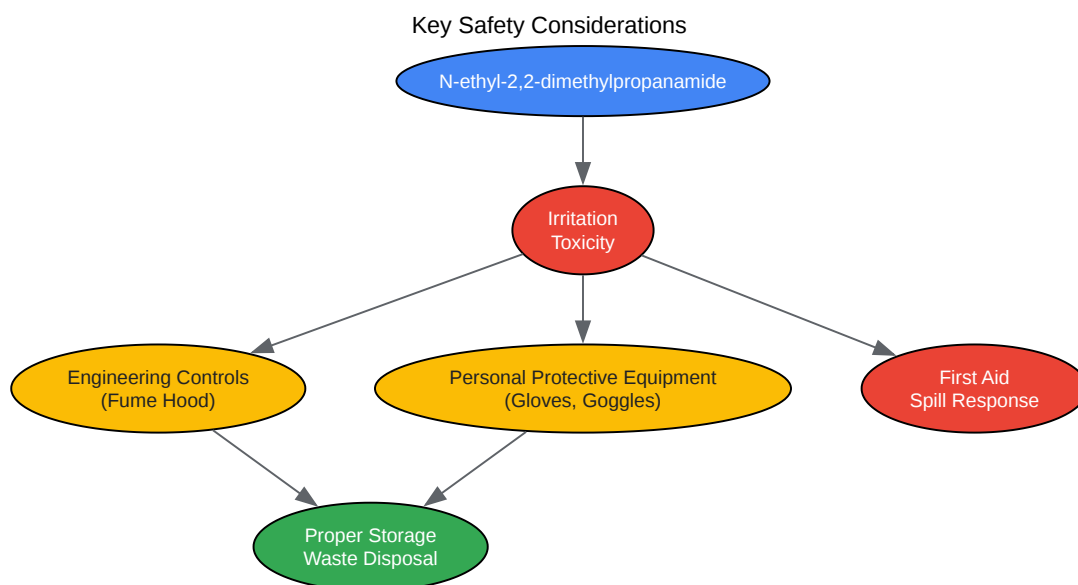 Key Safety Considerations
N-ethyl-2,2-dimethylpropanamide
Irritation
Toxicity
Engineering Controls
(Fume Hood)
Personal Protective Equipment
(Gloves, Goggles)
First Aid
Spill Response
Proper Storage
Waste Disposal